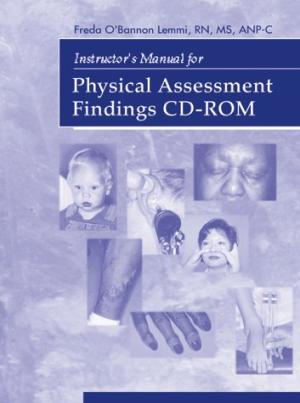 Freda O'Bannon Lemmi, RN, MS, ANP-C
Instructor's Manual for
Physical Assessment
Findings CD-ROM